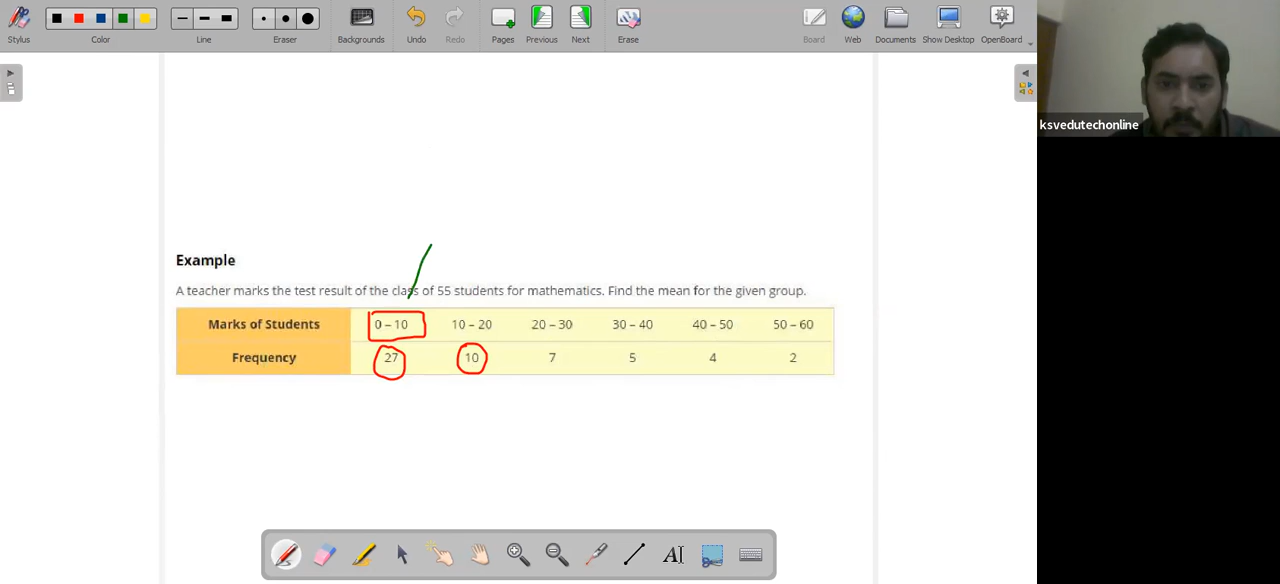 Stylus Color Line Eraser Backgrounds Undo Redo Pages Previous Next Erase Board Web Documents Show Desktop OpenBoard
ksvedutechonline
Example
A teacher marks the test result of the class of 55 students for mathematics. Find the mean for the given group.
Marks of Students 0 – 10 10 – 20 20 – 30 30 – 40 40 – 50 50 – 60
Frequency 27 10 7 5 4 2
A